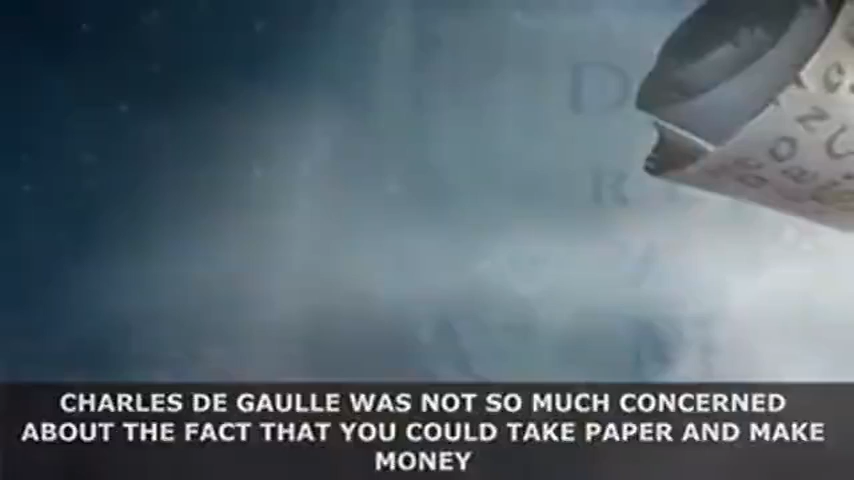 D
R
CHARLES DE GAULLE WAS NOT SO MUCH CONCERNED
ABOUT THE FACT THAT YOU COULD TAKE PAPER AND MAKE
MONEY